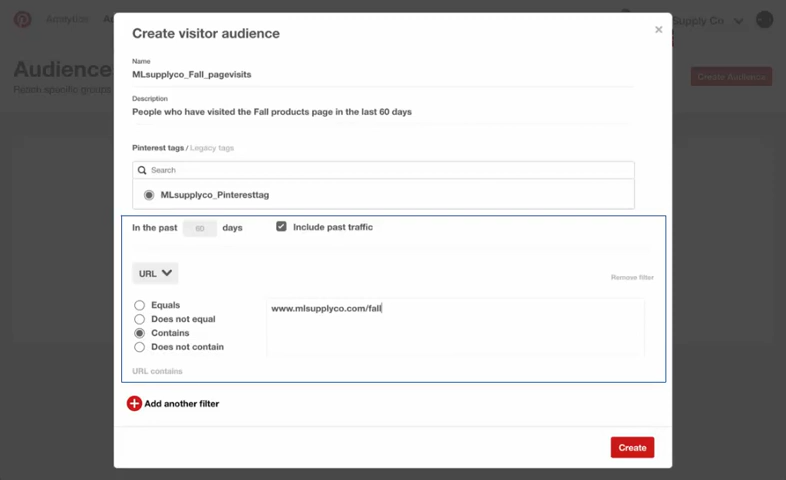 Analytics
Supply Co
Create visitor audience
Audience
Create Audience
Name
MLsupplyco_Fall_pagevisits
Description
People who have visited the Fall products page in the last 60 days
Pinterest tags / Legacy tags
Search
MLsupplyco_Pinteresttag
In the past 60 days
Include past traffic
URL
Remove filter
Equals
Does not equal
Contains
Does not contain
www.mlsupplyco.com/fall
URL contains
Add another filter
Create